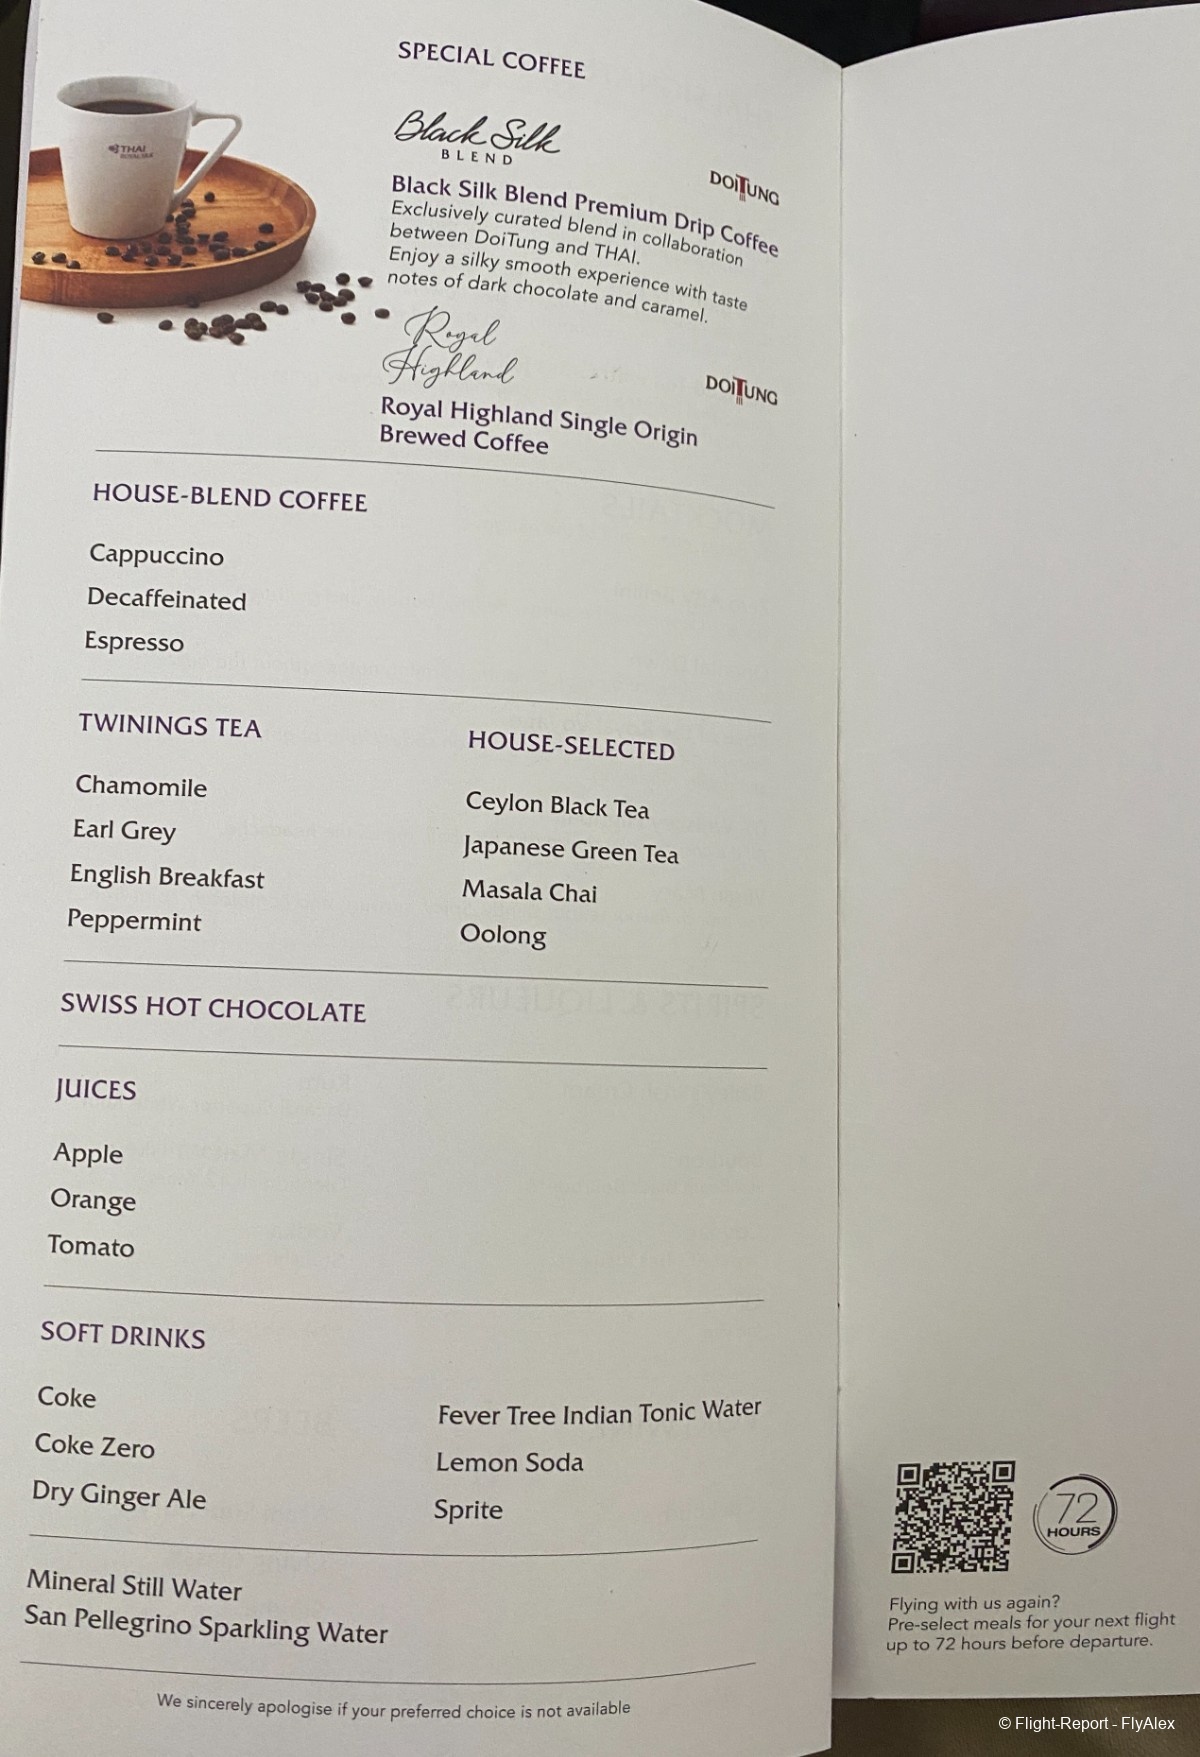 SPECIAL COFFEE
THAI
Black Silk
BLEND
DOITUNG
Black Silk Blend Premium Drip Coffee
Exclusively curated blend in collaboration
between DoiTung and THAI.
Enjoy a silky smooth experience with taste
notes of dark chocolate and caramel.
Royal
Highland
DOITUNG
Royal Highland Single Origin
Brewed Coffee
HOUSE-BLEND COFFEE
Cappuccino
Decaffeinated
Espresso
TWININGS TEA
Chamomile
Earl Grey
English Breakfast
Peppermint
HOUSE-SELECTED
Ceylon Black Tea
Japanese Green Tea
Masala Chai
Oolong
SWISS HOT CHOCOLATE
JUICES
Apple
Orange
Tomato
SOFT DRINKS
Coke
Coke Zero
Dry Ginger Ale
Fever Tree Indian Tonic Water
Lemon Soda
Sprite
Mineral Still Water
San Pellegrino Sparkling Water
We sincerely apologise if your preferred choice is not available
72
HOURS
Flying with us again?
Pre-select meals for your next flight
up to 72 hours before departure.
© Flight-Report - FlyAlex